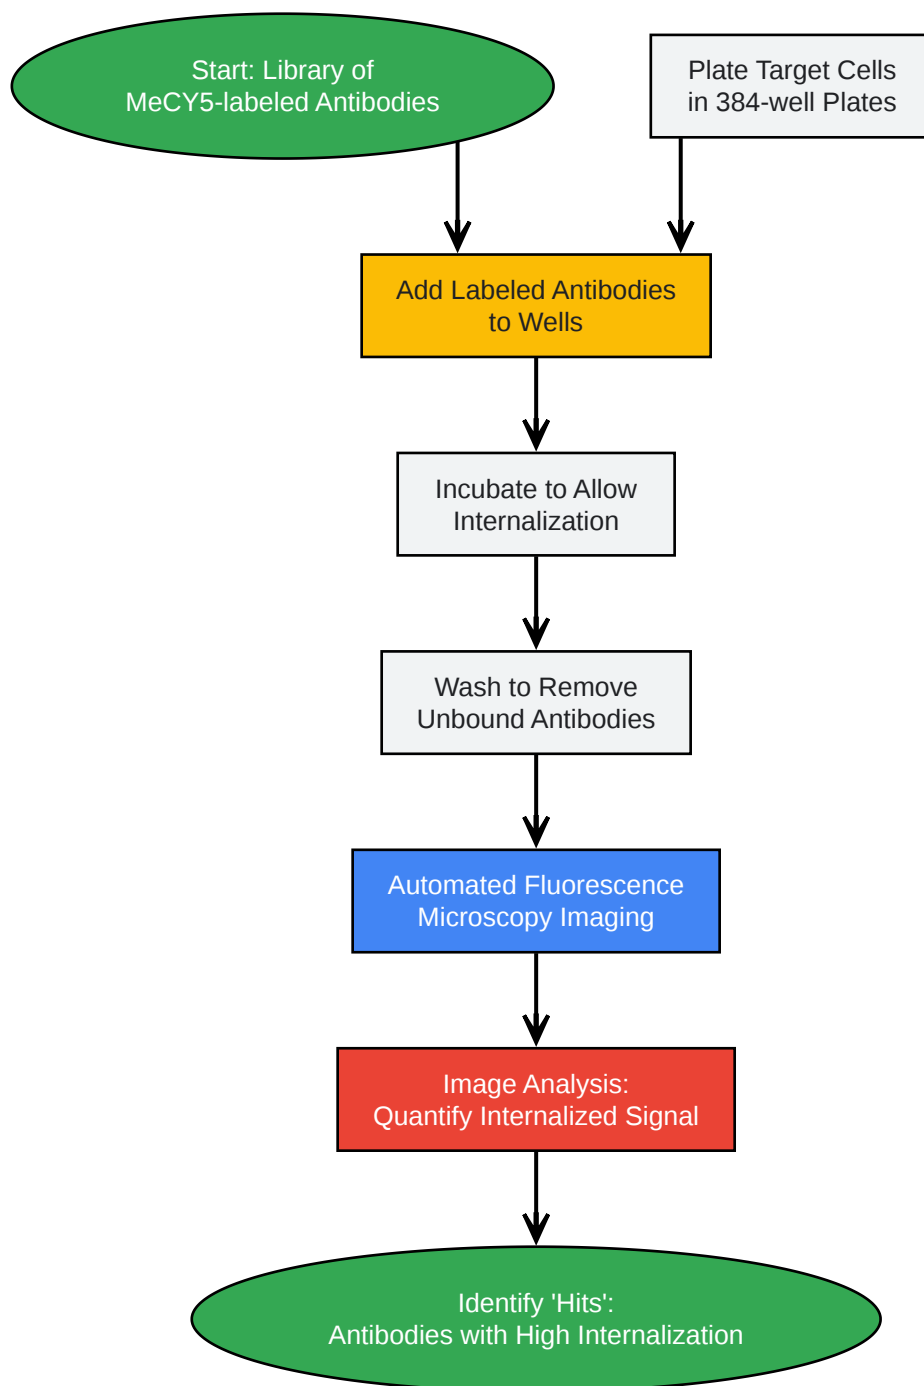 Start: Library of
MeCY5-labeled Antibodies
Plate Target Cells
in 384-well Plates
Add Labeled Antibodies
to Wells
Incubate to Allow
Internalization
Wash to Remove
Unbound Antibodies
Automated Fluorescence
Microscopy Imaging
Image Analysis:
Quantify Internalized Signal
Identify 'Hits':
Antibodies with High Internalization